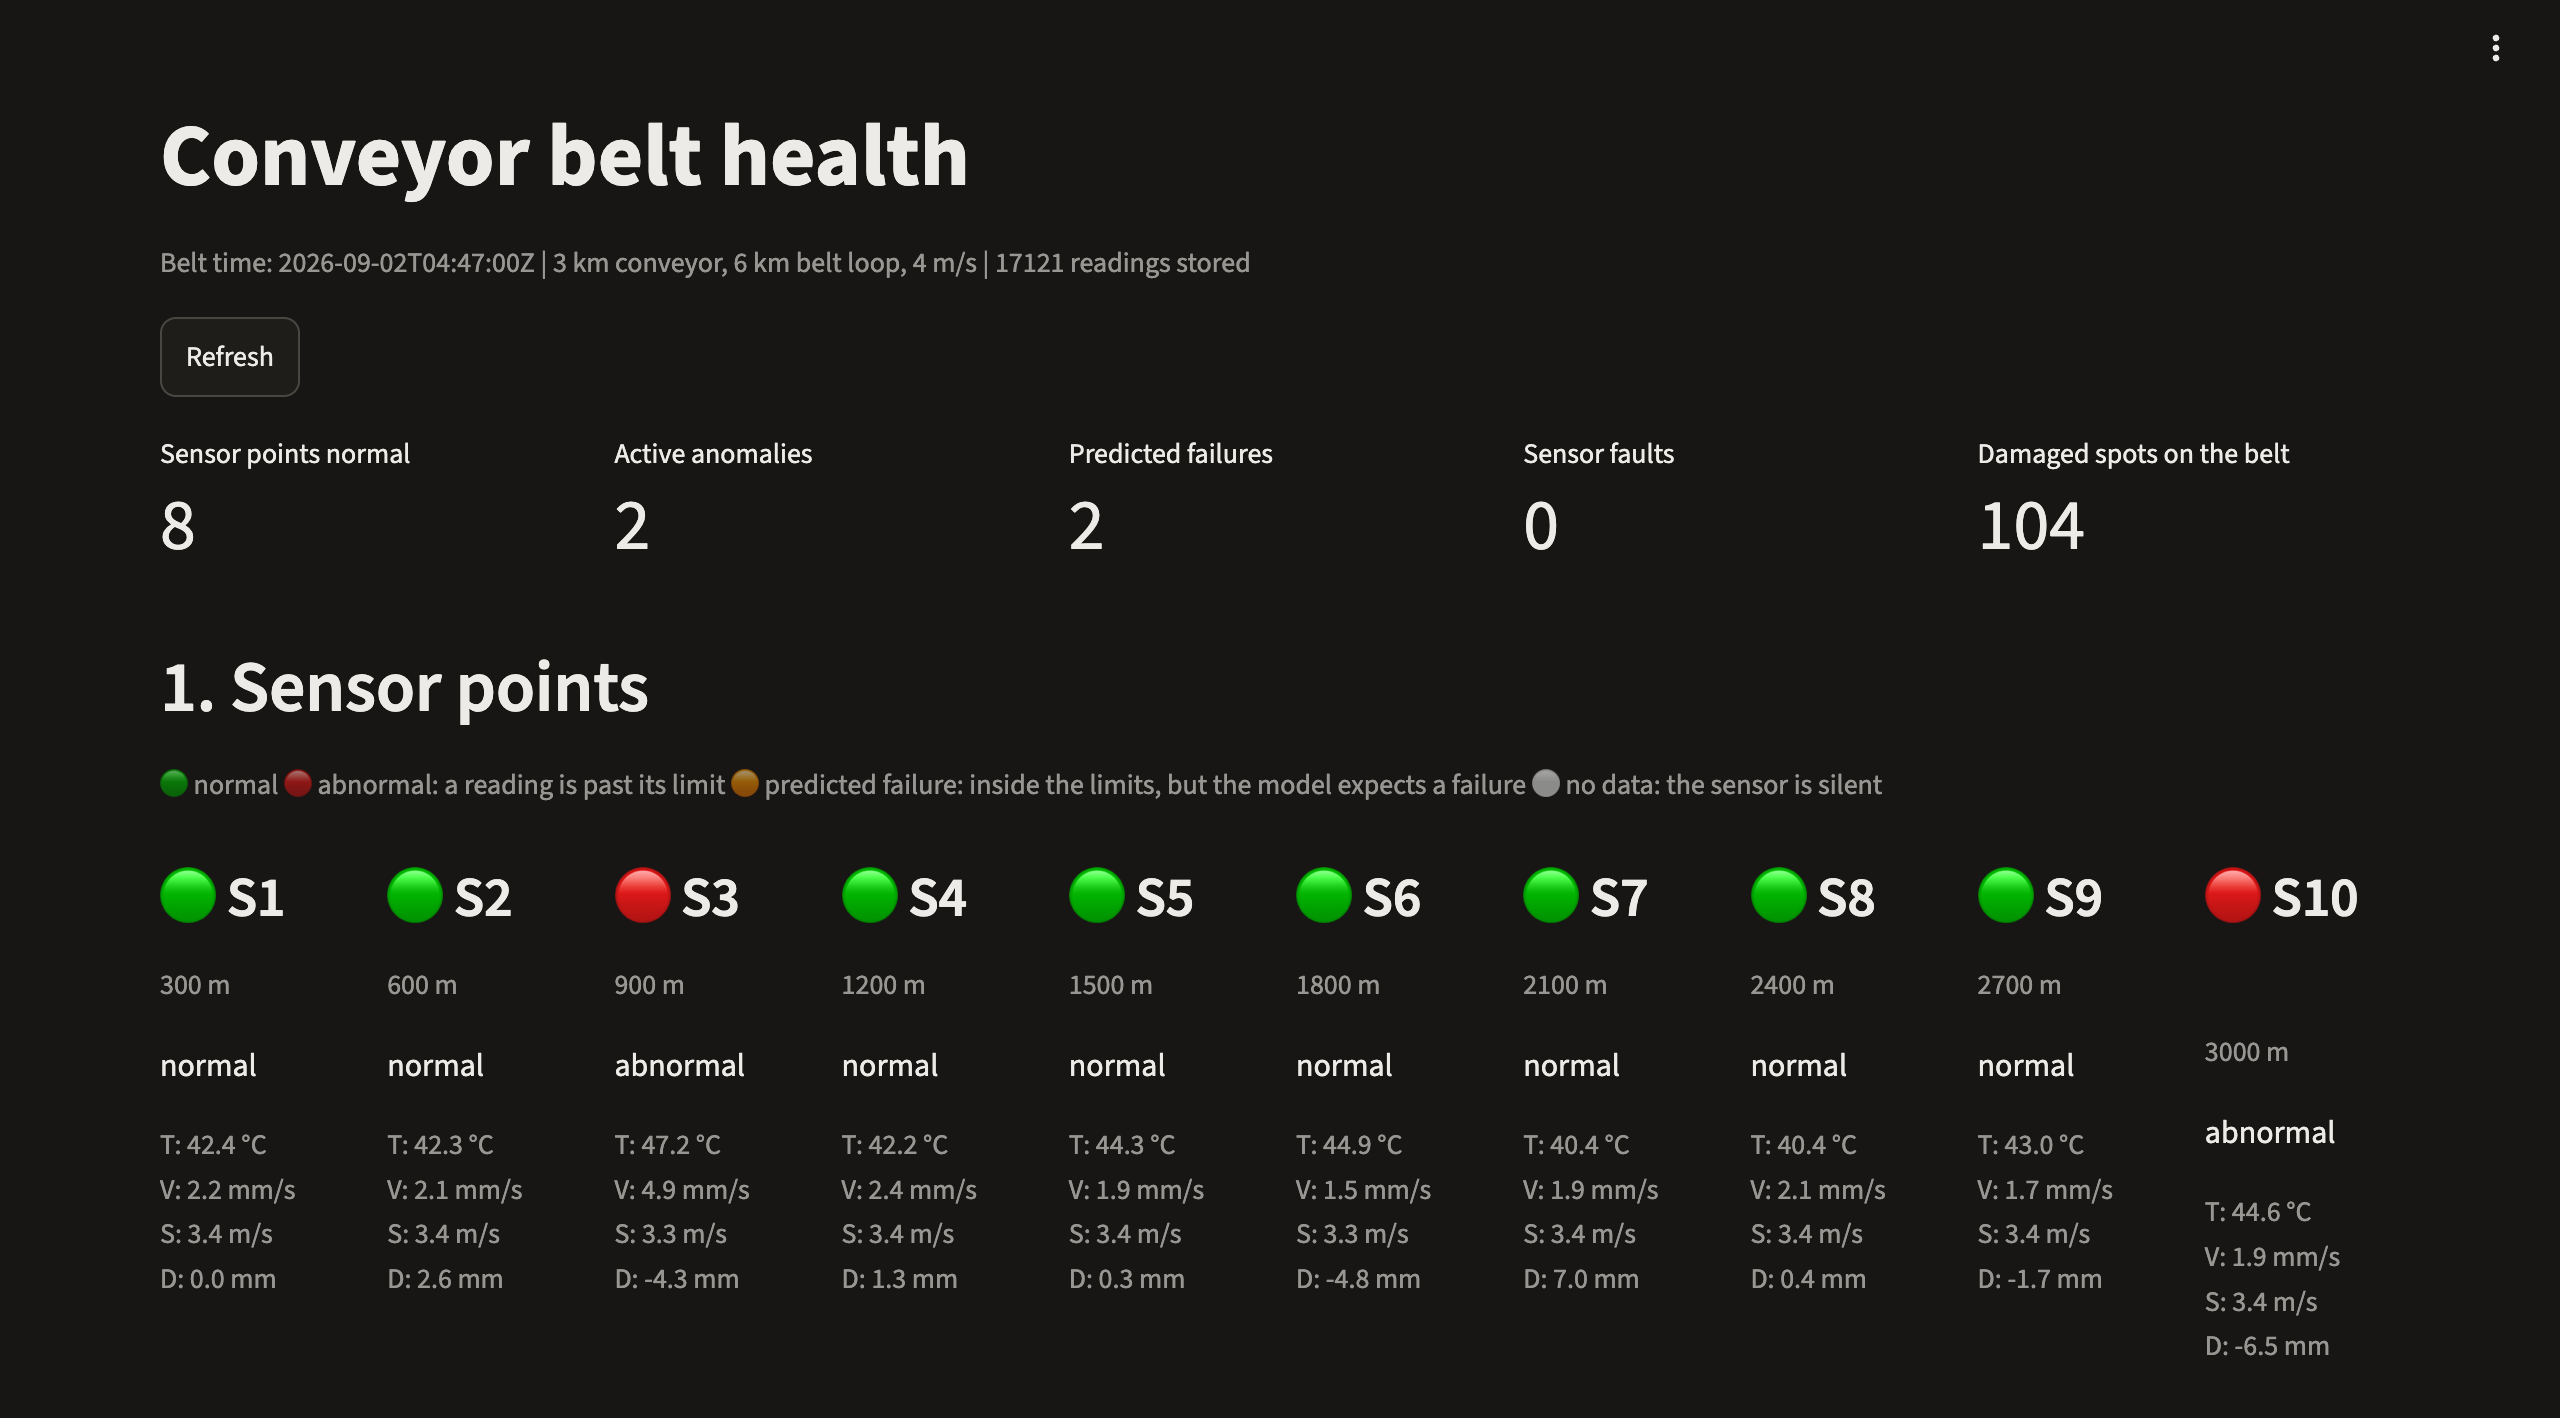 Conveyor belt health
Belt time: 2026-09-02T04:47:00Z | 3 km conveyor, 6 km belt loop, 4 m/s | 17121 readings stored
Refresh
Sensor points normal
8
Active anomalies
2
Predicted failures
2
Sensor faults
0
Damaged spots on the belt
104
1. Sensor points
normal abnormal: a reading is past its limit predicted failure: inside the limits, but the model expects a failure no data: the sensor is silent
S1
300 m
normal
T: 42.4 °C
V: 2.2 mm/s
S: 3.4 m/s
D: 0.0 mm
S2
600 m
normal
T: 42.3 °C
V: 2.1 mm/s
S: 3.4 m/s
D: 2.6 mm
S3
900 m
abnormal
T: 47.2 °C
V: 4.9 mm/s
S: 3.3 m/s
D: -4.3 mm
S4
1200 m
normal
T: 42.2 °C
V: 2.4 mm/s
S: 3.4 m/s
D: 1.3 mm
S5
1500 m
normal
T: 44.3 °C
V: 1.9 mm/s
S: 3.4 m/s
D: 0.3 mm
S6
1800 m
normal
T: 44.9 °C
V: 1.5 mm/s
S: 3.3 m/s
D: -4.8 mm
S7
2100 m
normal
T: 40.4 °C
V: 1.9 mm/s
S: 3.4 m/s
D: 7.0 mm
S8
2400 m
normal
T: 40.4 °C
V: 2.1 mm/s
S: 3.4 m/s
D: 0.4 mm
S9
2700 m
normal
T: 43.0 °C
V: 1.7 mm/s
S: 3.4 m/s
D: -1.7 mm
S10
3000 m
abnormal
T: 44.6 °C
V: 1.9 mm/s
S: 3.4 m/s
D: -6.5 mm